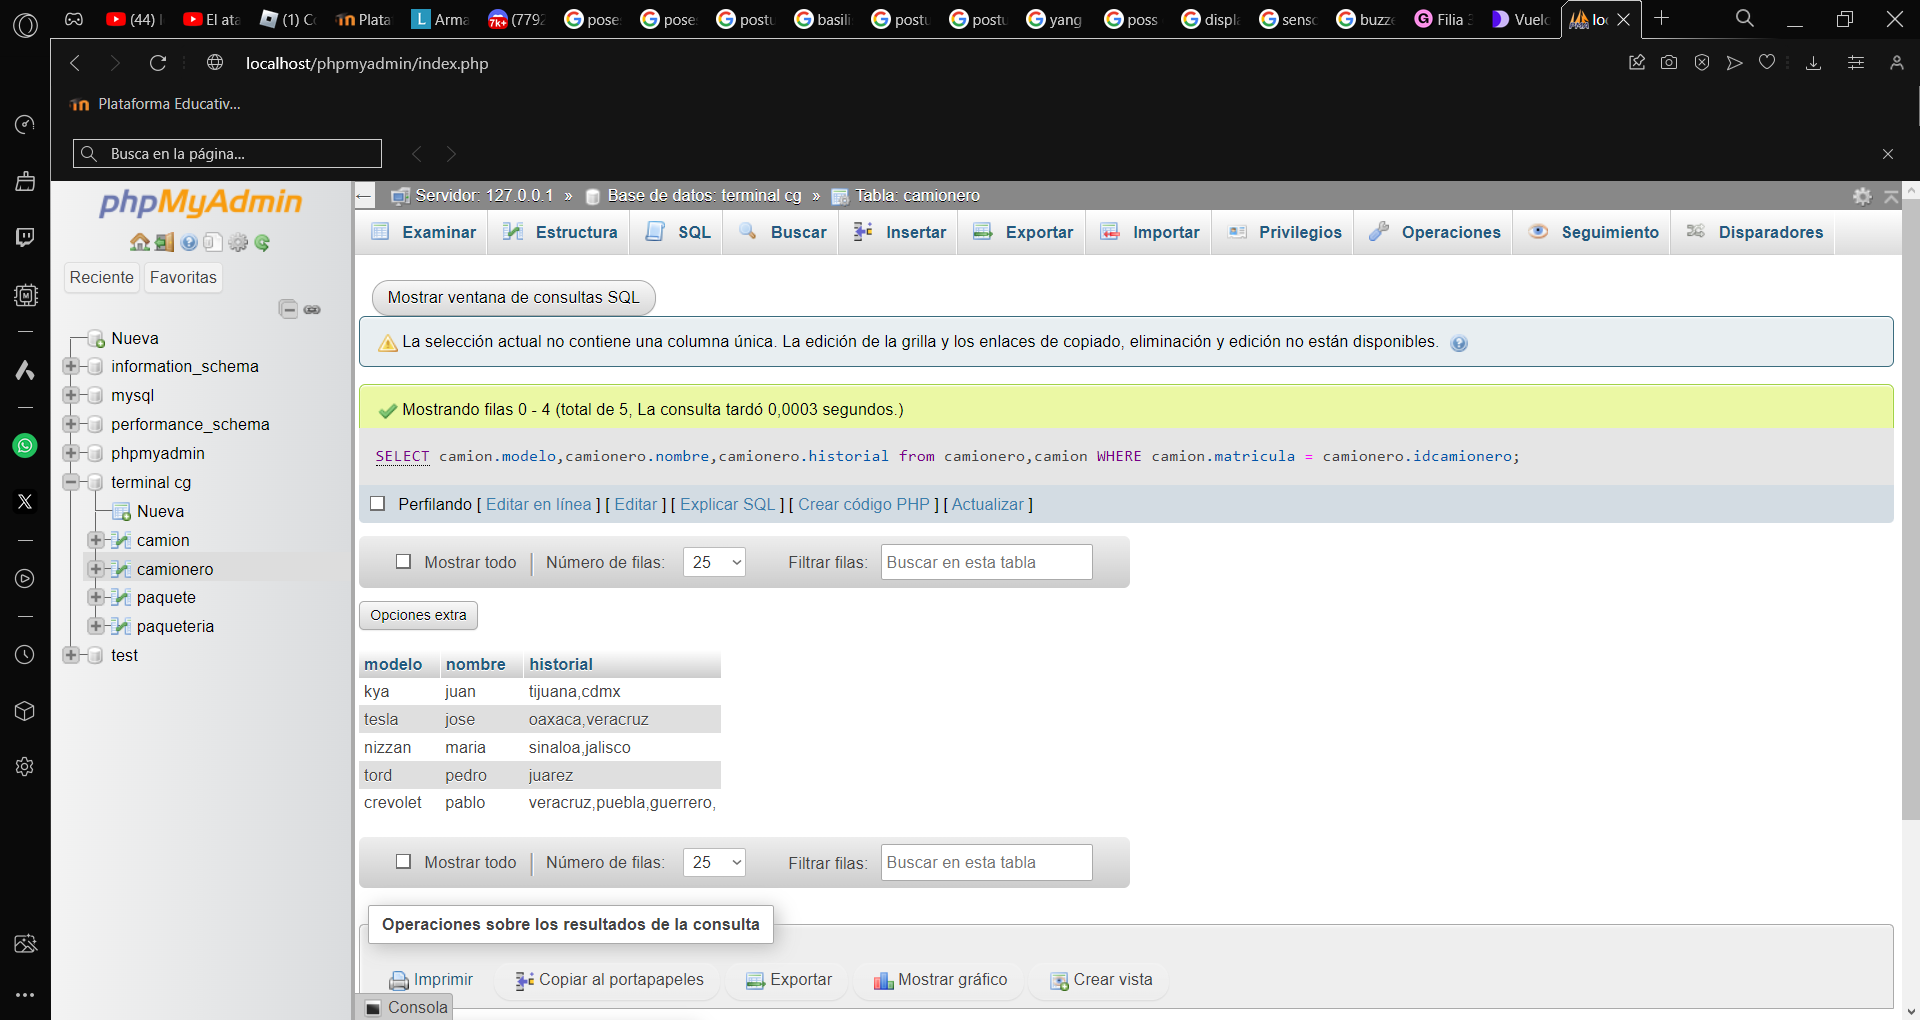 (44) I
El ata
(1) C
Plata
Arma
7k+ (779
pose
pose
postu
basili
postu
postu
yang
poss
displ
senso
buzze
Filia 3
Vuelo
lo
localhost/phpmyadmin/index.php
Plataforma Educativ...
Busca en la página...
phpMyAdmin
Reciente Favoritas
Nueva
information_schema
mysql
performance_schema
phpmyadmin
terminal cg
Nueva
camion
camionero
paquete
paqueteria
test
Servidor: 127.0.0.1 » Base de datos: terminal cg » Tabla: camionero
Examinar Estructura SQL Buscar Insertar Exportar Importar Privilegios Operaciones Seguimiento Disparadores
Mostrar ventana de consultas SQL
La selección actual no contiene una columna única. La edición de la grilla y los enlaces de copiado, eliminación y edición no están disponibles.
Mostrando filas 0 - 4 (total de 5, La consulta tardó 0,0003 segundos.)
SELECT camion.modelo,camionero.nombre,camionero.historial from camionero,camion WHERE camion.matricula = camionero.idcamionero;
Perfilando [ Editar en línea ] [ Editar ] [ Explicar SQL ] [ Crear código PHP ] [ Actualizar ]
Mostrar todo Número de filas: 25 Filtrar filas: Buscar en esta tabla
Opciones extra
modelo nombre historial
kya juan tijuana,cdmx
tesla jose oaxaca,veracruz
nizzan maria sinaloa,jalisco
tord pedro juarez
crevolet pablo veracruz,puebla,guerrero,
Mostrar todo Número de filas: 25 Filtrar filas: Buscar en esta tabla
Operaciones sobre los resultados de la consulta
Imprimir Copiar al portapapeles Exportar Mostrar gráfico Crear vista
Consola